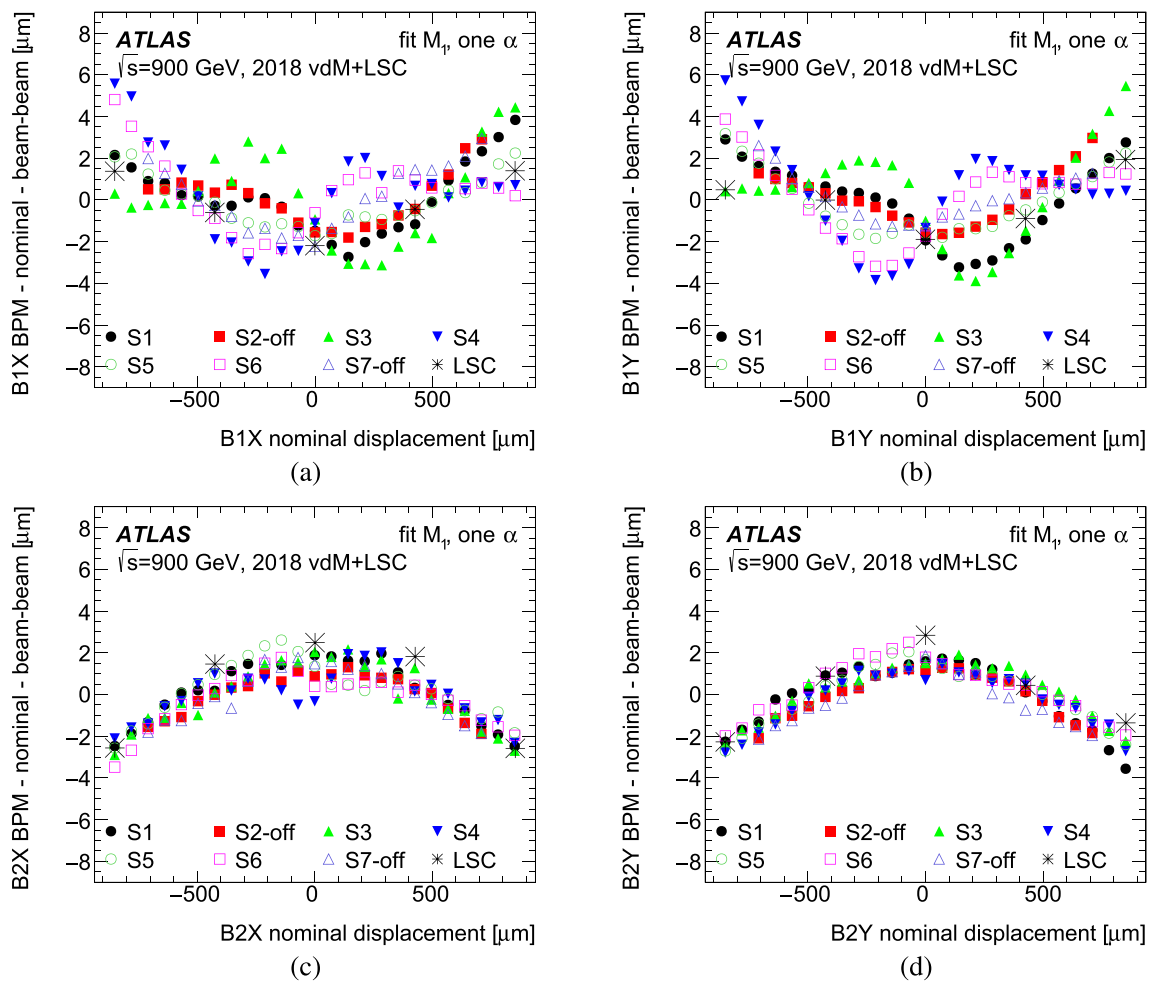 ATLAS
fit M1, one α
√s=900 GeV, 2018 vdM+LSC
B1X BPM - nominal - beam-beam [μm]
8
6
4
2
0
−2
−4
−6
−8
S1 S2-off S3 S4
S5 S6 S7-off LSC
−500 0 500
B1X nominal displacement [μm]
(a)
ATLAS
fit M1, one α
√s=900 GeV, 2018 vdM+LSC
B1Y BPM - nominal - beam-beam [μm]
8
6
4
2
0
−2
−4
−6
−8
S1 S2-off S3 S4
S5 S6 S7-off LSC
−500 0 500
B1Y nominal displacement [μm]
(b)
ATLAS
fit M1, one α
√s=900 GeV, 2018 vdM+LSC
B2X BPM - nominal - beam-beam [μm]
8
6
4
2
0
−2
−4
−6
−8
S1 S2-off S3 S4
S5 S6 S7-off LSC
−500 0 500
B2X nominal displacement [μm]
(c)
ATLAS
fit M1, one α
√s=900 GeV, 2018 vdM+LSC
B2Y BPM - nominal - beam-beam [μm]
8
6
4
2
0
−2
−4
−6
−8
S1 S2-off S3 S4
S5 S6 S7-off LSC
−500 0 500
B2Y nominal displacement [μm]
(d)